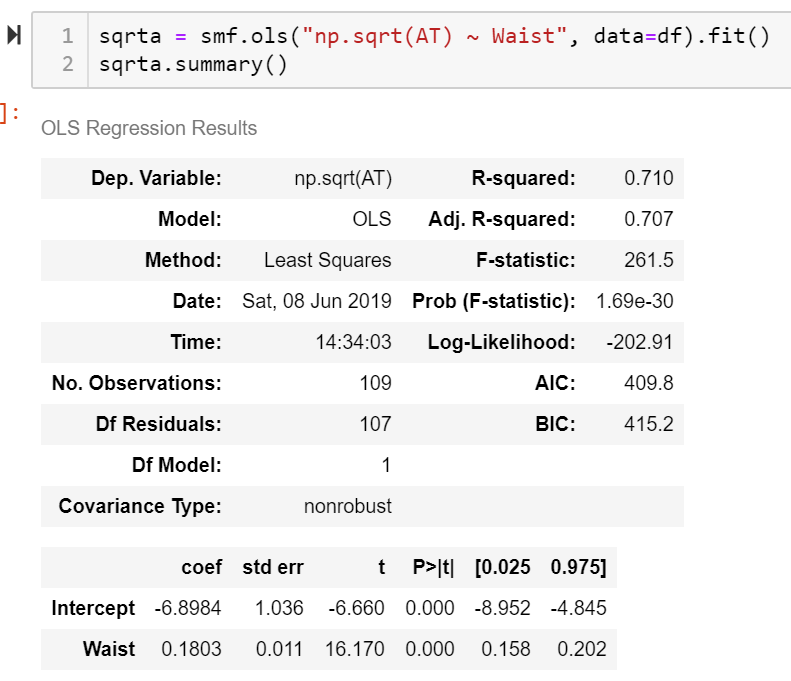 1 sqrta = smf.ols("np.sqrt(AT) ~ Waist", data=df).fit()
2 sqrta.summary()
]:
OLS Regression Results
Dep. Variable: np.sqrt(AT) R-squared: 0.710
Model: OLS Adj. R-squared: 0.707
Method: Least Squares F-statistic: 261.5
Date: Sat, 08 Jun 2019 Prob (F-statistic): 1.69e-30
Time: 14:34:03 Log-Likelihood: -202.91
No. Observations: 109 AIC: 409.8
Df Residuals: 107 BIC: 415.2
Df Model: 1
Covariance Type: nonrobust
coef std err t P>|t| [0.025 0.975]
Intercept -6.8984 1.036 -6.660 0.000 -8.952 -4.845
Waist 0.1803 0.011 16.170 0.000 0.158 0.202